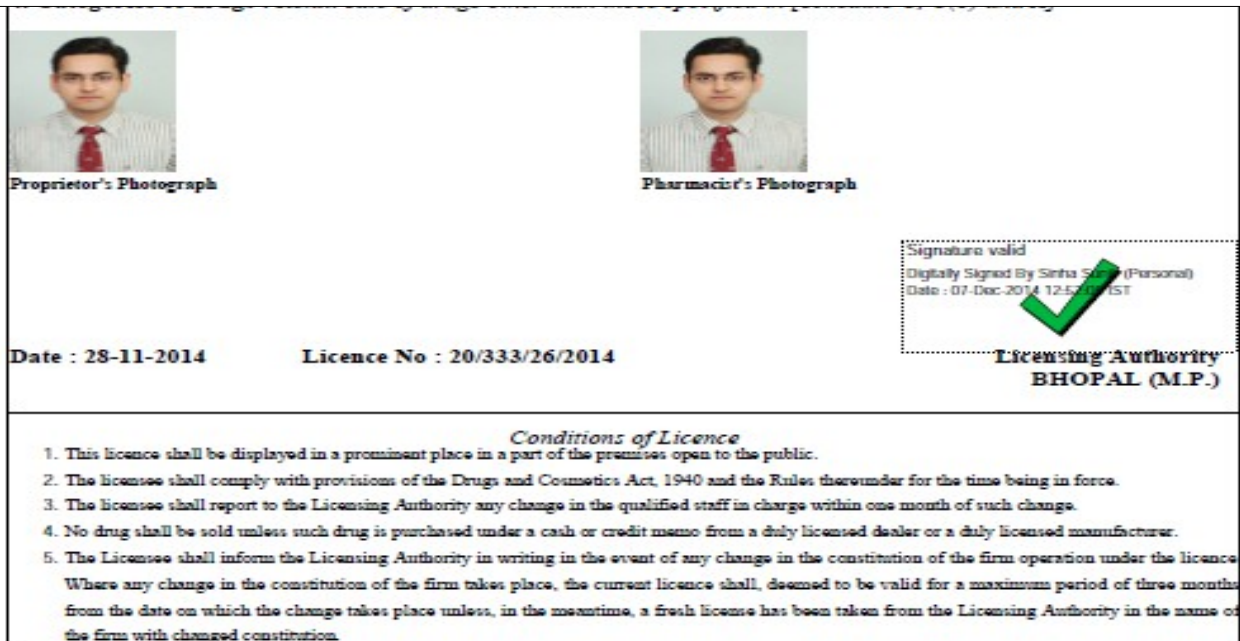 Proprietor's Photograph
Pharmacist's Photograph
Signature valid
Digitally Signed By Sinha (Personal)
Date : 07-Dec-2014 IST
Date : 28-11-2014 Licence No : 20/333/26/2014
Licensing Authority
BHOPAL (M.P.)
Conditions of Licence
1. This licence shall be displayed in a prominent place in a part of the premises open to the public.
2. The licensee shall comply with provisions of the Drugs and Cosmetics Act, 1940 and the Rules thereunder for the time being in force.
3. The licensee shall report to the Licensing Authority any change in the qualified staff in charge within one month of such change.
4. No drug shall be sold unless such drug is purchased under a cash or credit memo from a duly licensed dealer or a duly licensed manufacturer.
5. The Licensee shall inform the Licensing Authority in writing in the event of any change in the constitution of the firm operation under the licence
Where any change in the constitution of the firm takes place, the current licence shall, deemed to be valid for a maximum period of three months
from the date on which the change takes place unless, in the meantime, a fresh license has been taken from the Licensing Authority in the name of
the firm with changed constitution.